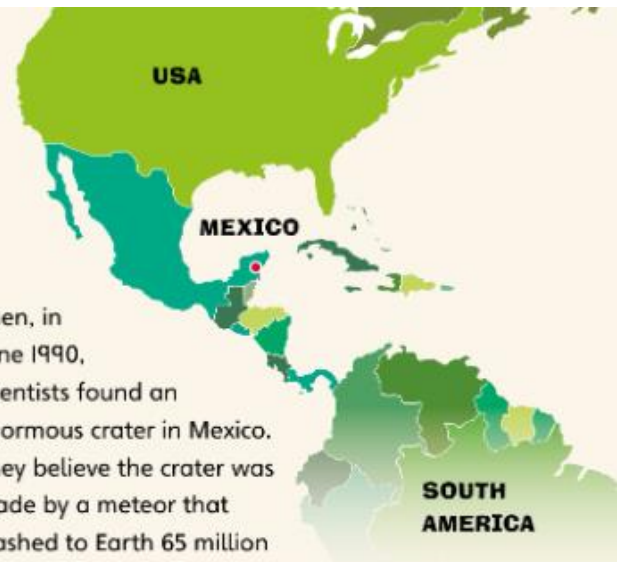 USA
MEXICO
en, in
ne 1990,
entists found an
ormous crater in Mexico.
ey believe the crater was
ade by a meteor that
ashed to Earth 65 million
SOUTH
AMERICA